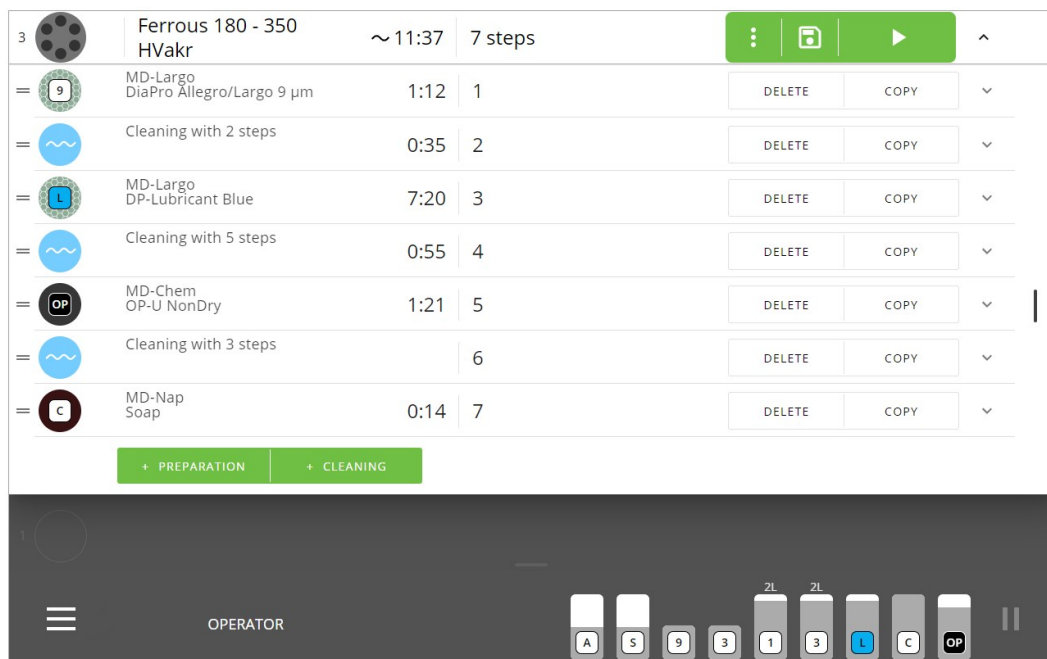 3
Ferrous 180 - 350
HVakr
~ 11:37
7 steps
9
MD-Largo
DiaPro Allegro/Largo 9 µm
1:12
1
DELETE
COPY
Cleaning with 2 steps
0:35
2
DELETE
COPY
L
MD-Largo
DP-Lubricant Blue
7:20
3
DELETE
COPY
Cleaning with 5 steps
0:55
4
DELETE
COPY
OP
MD-Chem
OP-U NonDry
1:21
5
DELETE
COPY
Cleaning with 3 steps
6
DELETE
COPY
C
MD-Nap
Soap
0:14
7
DELETE
COPY
+ PREPARATION
+ CLEANING
1
OPERATOR
2L
2L
A
S
9
3
1
3
L
C
OP